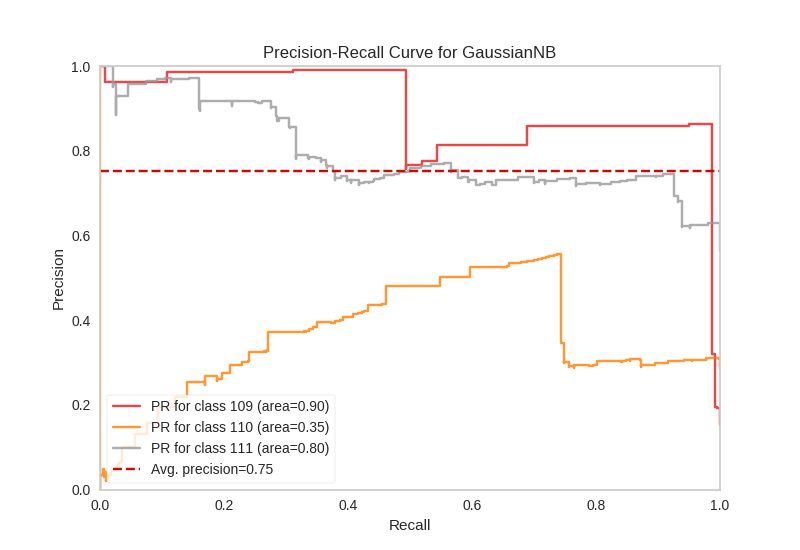 Precision-Recall Curve for GaussianNB
1.0
0.8
0.6
0.4
0.2
0.0
Precision
PR for class 109 (area=0.90)
PR for class 110 (area=0.35)
PR for class 111 (area=0.80)
Avg. precision=0.75
0.0 0.2 0.4 0.6 0.8 1.0
Recall